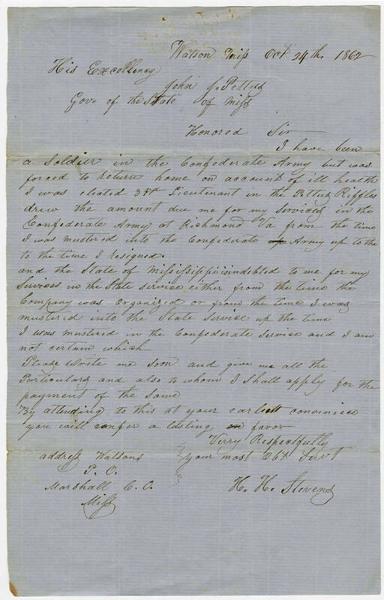 Watson Miss Oct 24th 1862
His Excellency
John J. Pettus
Gov. of the State of Miss
Honored Sir
I have been
a Soldier in the Confederate Army but was
forced to return home on account of ill health
I was elected 3rd Lieutenant in the Pettus Riffles
drew the amount due me for my Services in the
Confederate Army at Richmond Va from the time
I was mustered into the Confederate Army up to the
to the time I resigned
and the State of Mississippi is indebted to me for my
Survices in the State Service either from the time the
Company was Organized or from the time I was
mustered into the State Service up the time
I was mustered in the Confederate Service and I am
not certain which
Please Write me soon and give me all the
Particulars and also to whom I shall apply for the
payment of the Same
By attending to this at your earliest
you will confer a favor
Verry Respectfully
your most Obt Servt
H. H. Stevens
address Watsons
P. O.
Marshall C.O.
Miss